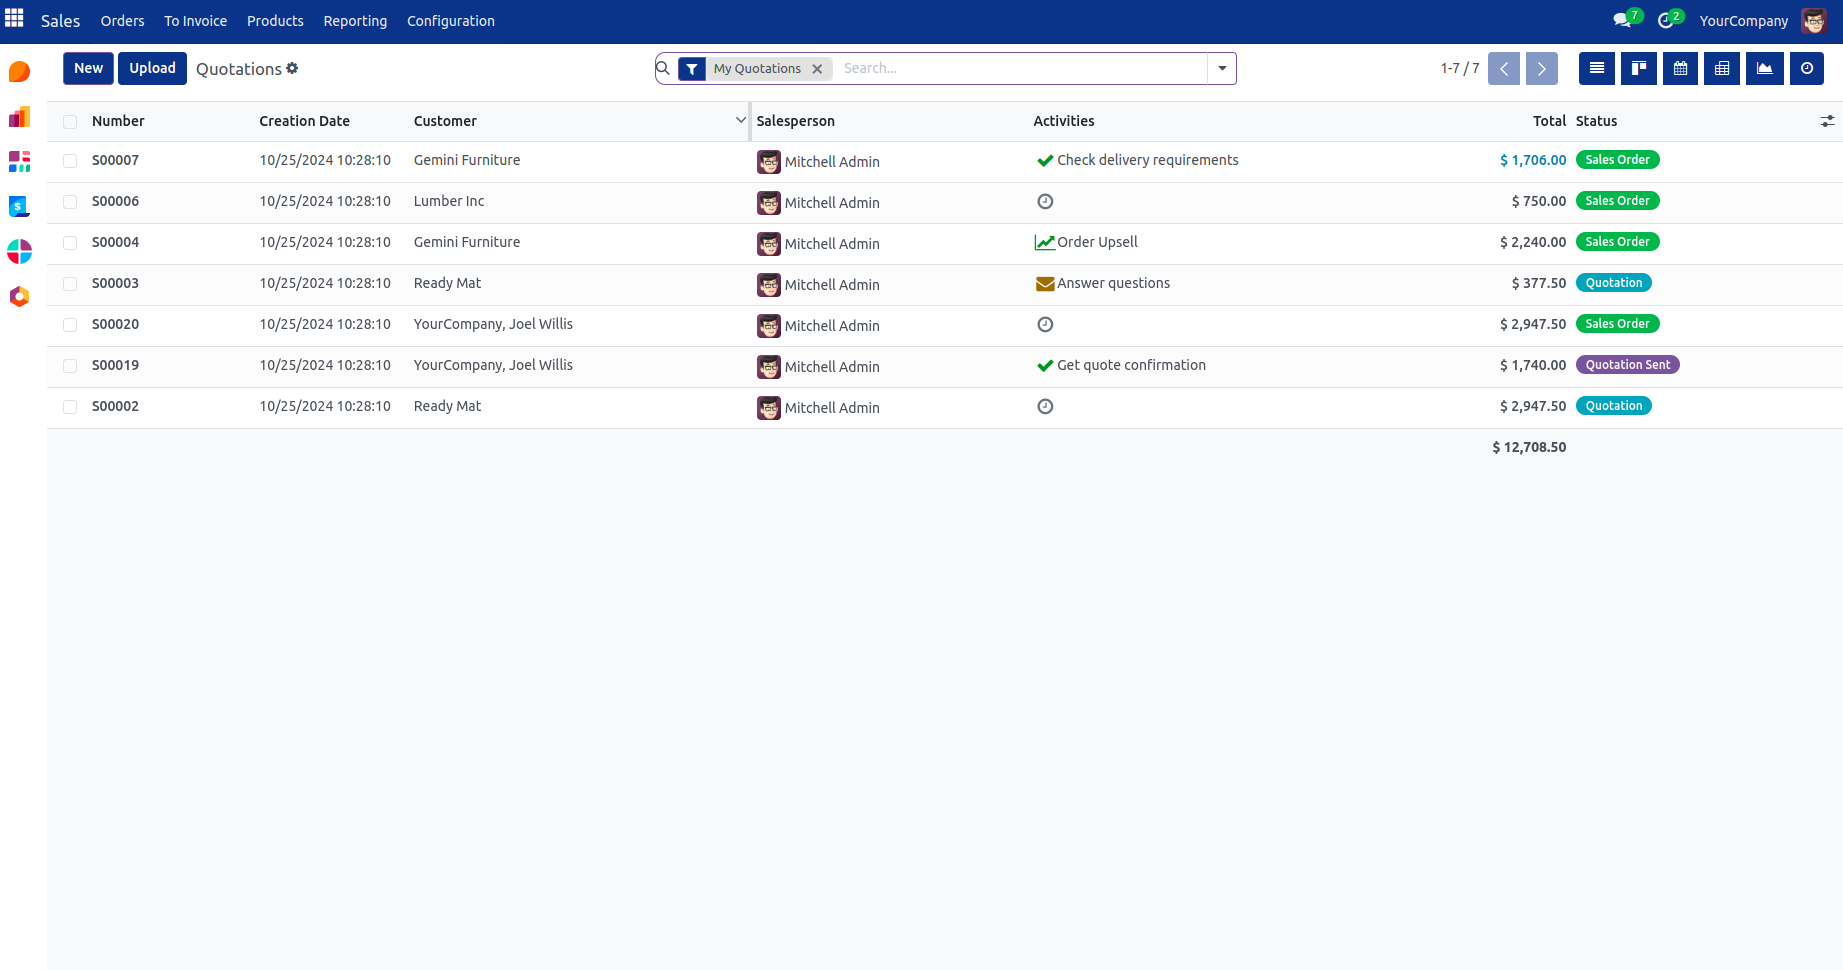 Sales Orders To Invoice Products Reporting Configuration 7 2 YourCompany
New Upload Quotations My Quotations Search... 1-7 / 7
Number Creation Date Customer Salesperson Activities Total Status
S00007 10/25/2024 10:28:10 Gemini Furniture Mitchell Admin Check delivery requirements $ 1,706.00 Sales Order
S00006 10/25/2024 10:28:10 Lumber Inc Mitchell Admin $ 750.00 Sales Order
S00004 10/25/2024 10:28:10 Gemini Furniture Mitchell Admin Order Upsell $ 2,240.00 Sales Order
S00003 10/25/2024 10:28:10 Ready Mat Mitchell Admin Answer questions $ 377.50 Quotation
S00020 10/25/2024 10:28:10 YourCompany, Joel Willis Mitchell Admin $ 2,947.50 Sales Order
S00019 10/25/2024 10:28:10 YourCompany, Joel Willis Mitchell Admin Get quote confirmation $ 1,740.00 Quotation Sent
S00002 10/25/2024 10:28:10 Ready Mat Mitchell Admin $ 2,947.50 Quotation
$ 12,708.50